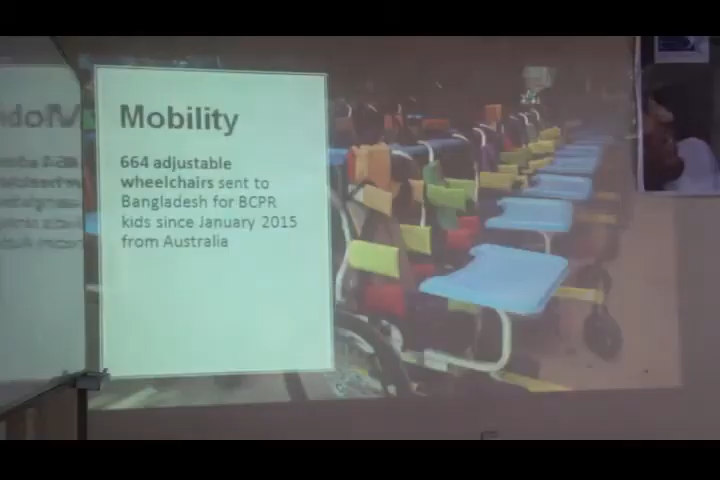 Mobility
664 adjustable
wheelchairs sent to
Bangladesh for BCPR
kids since January 2015
from Australia